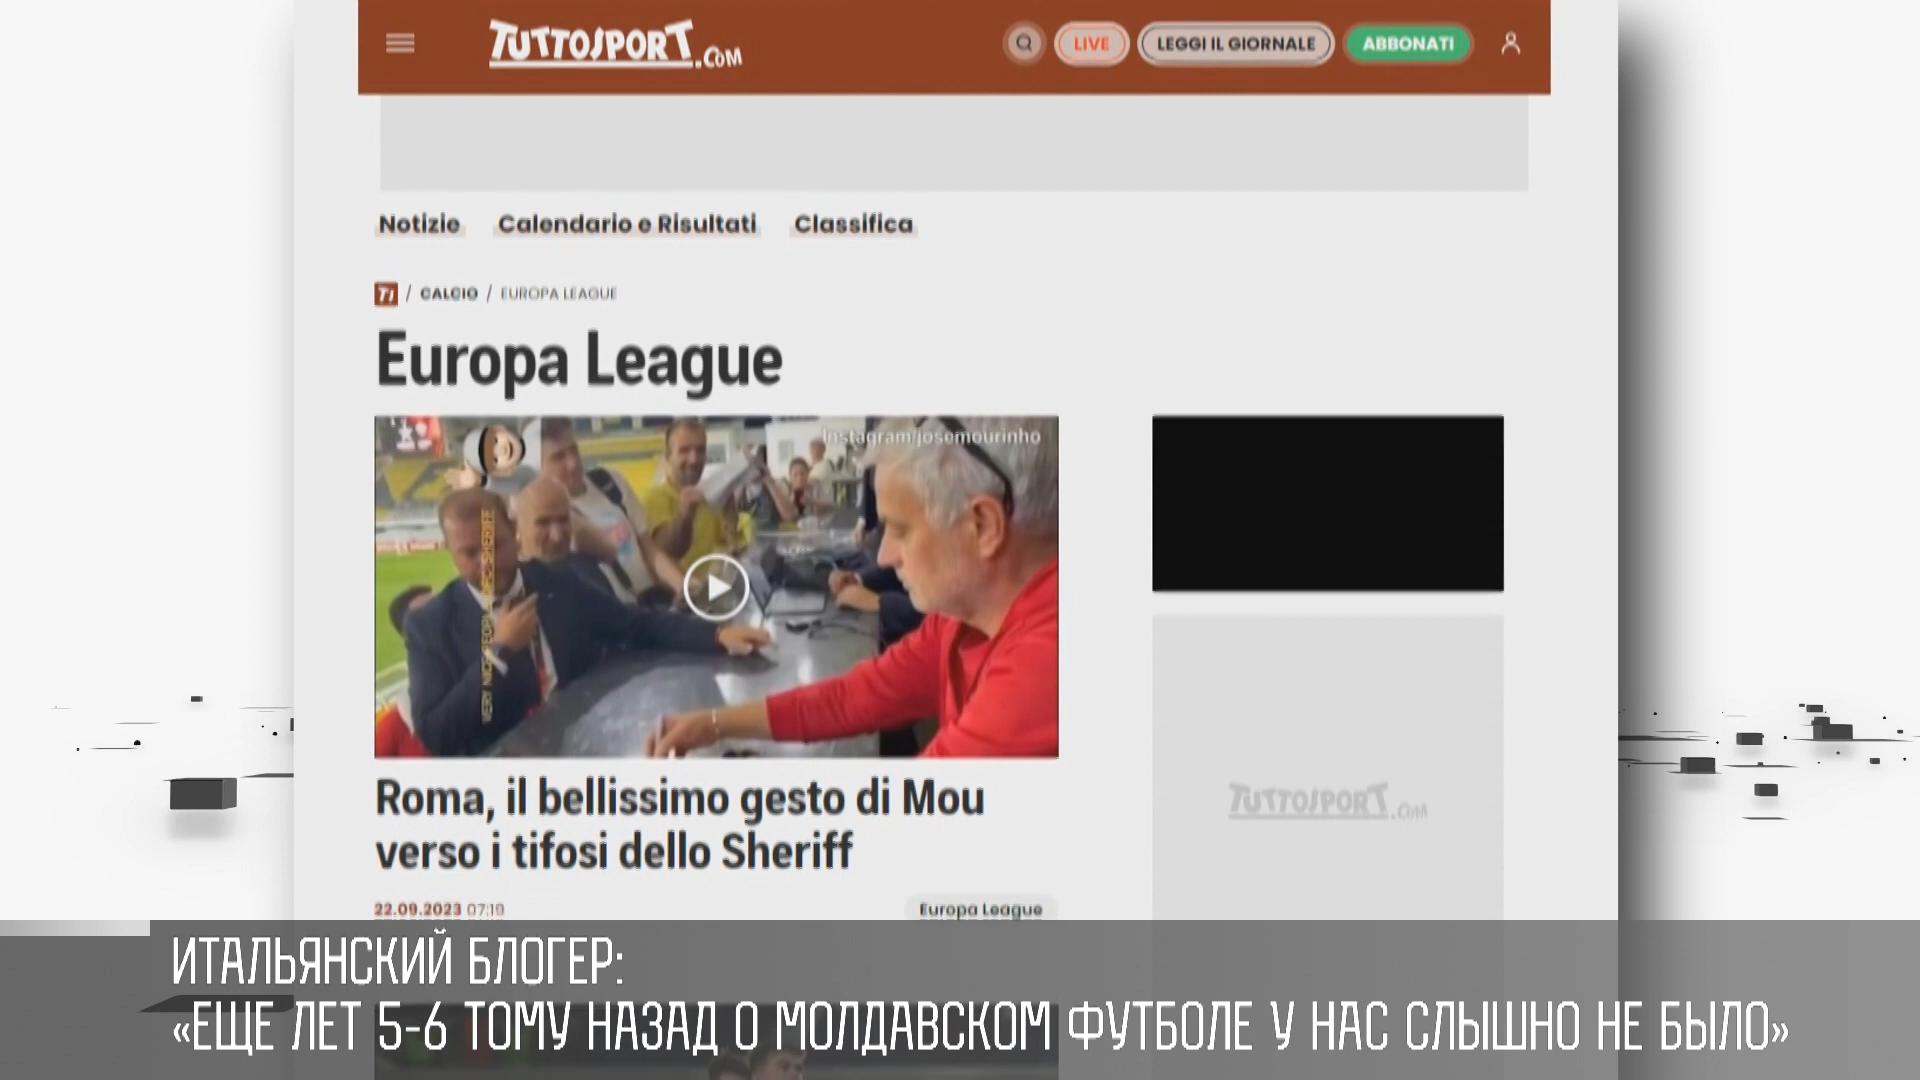 TUTTOSPORT.COM
LIVE
LEGGI IL GIORNALE
ABBONATI
Notizie Calendario e Risultati Classifica
/ CALCIO / EUROPA LEAGUE
Europa League
Instagram/josemourinho
Roma, il bellissimo gesto di Mou
verso i tifosi dello Sheriff
22.09.2023 07:19
Europa League
TUTTOSPORT.COM
ИТАЛЬЯНСКИЙ БЛОГЕР:
«ЕЩЕ ЛЕТ 5-6 ТОМУ НАЗАД О МОЛДАВСКОМ ФУТБОЛЕ У НАС СЛЫШНО НЕ БЫЛО»